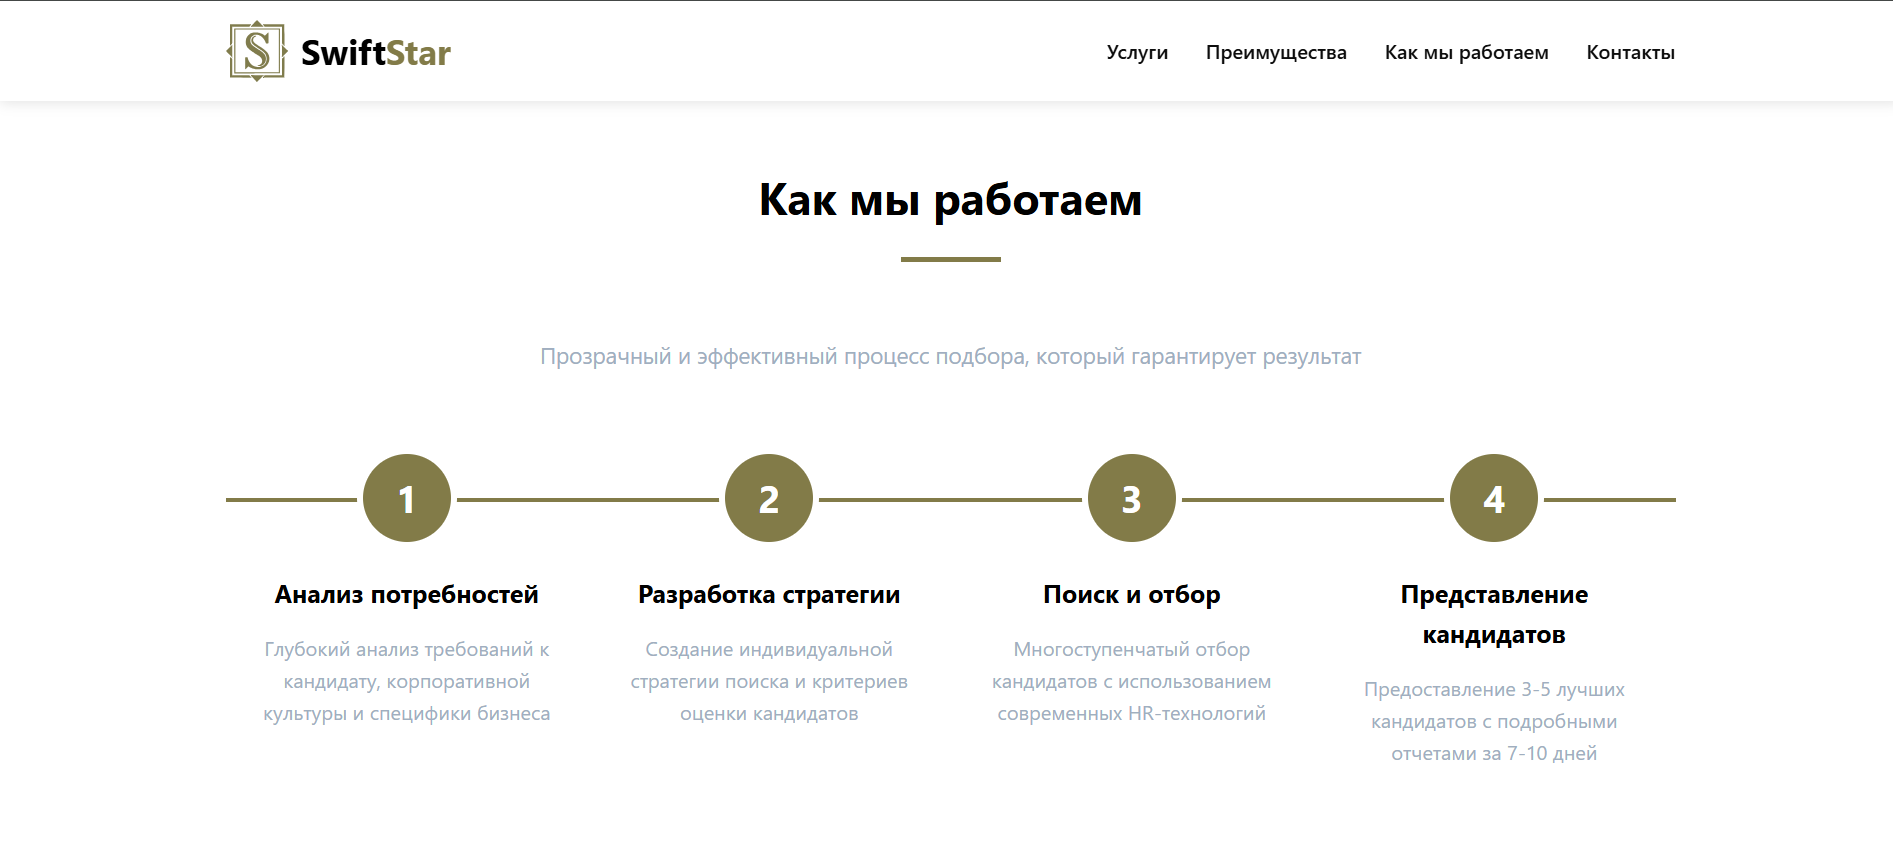 S SwiftStar
Услуги Преимущества Как мы работаем Контакты
Как мы работаем
Прозрачный и эффективный процесс подбора, который гарантирует результат
1
2
3
4
Анализ потребностей
Глубокий анализ требований к
кандидату, корпоративной
культуры и специфики бизнеса
Разработка стратегии
Создание индивидуальной
стратегии поиска и критериев
оценки кандидатов
Поиск и отбор
Многоступенчатый отбор
кандидатов с использованием
современных HR-технологий
Представление
кандидатов
Предоставление 3-5 лучших
кандидатов с подробными
отчетами за 7-10 дней